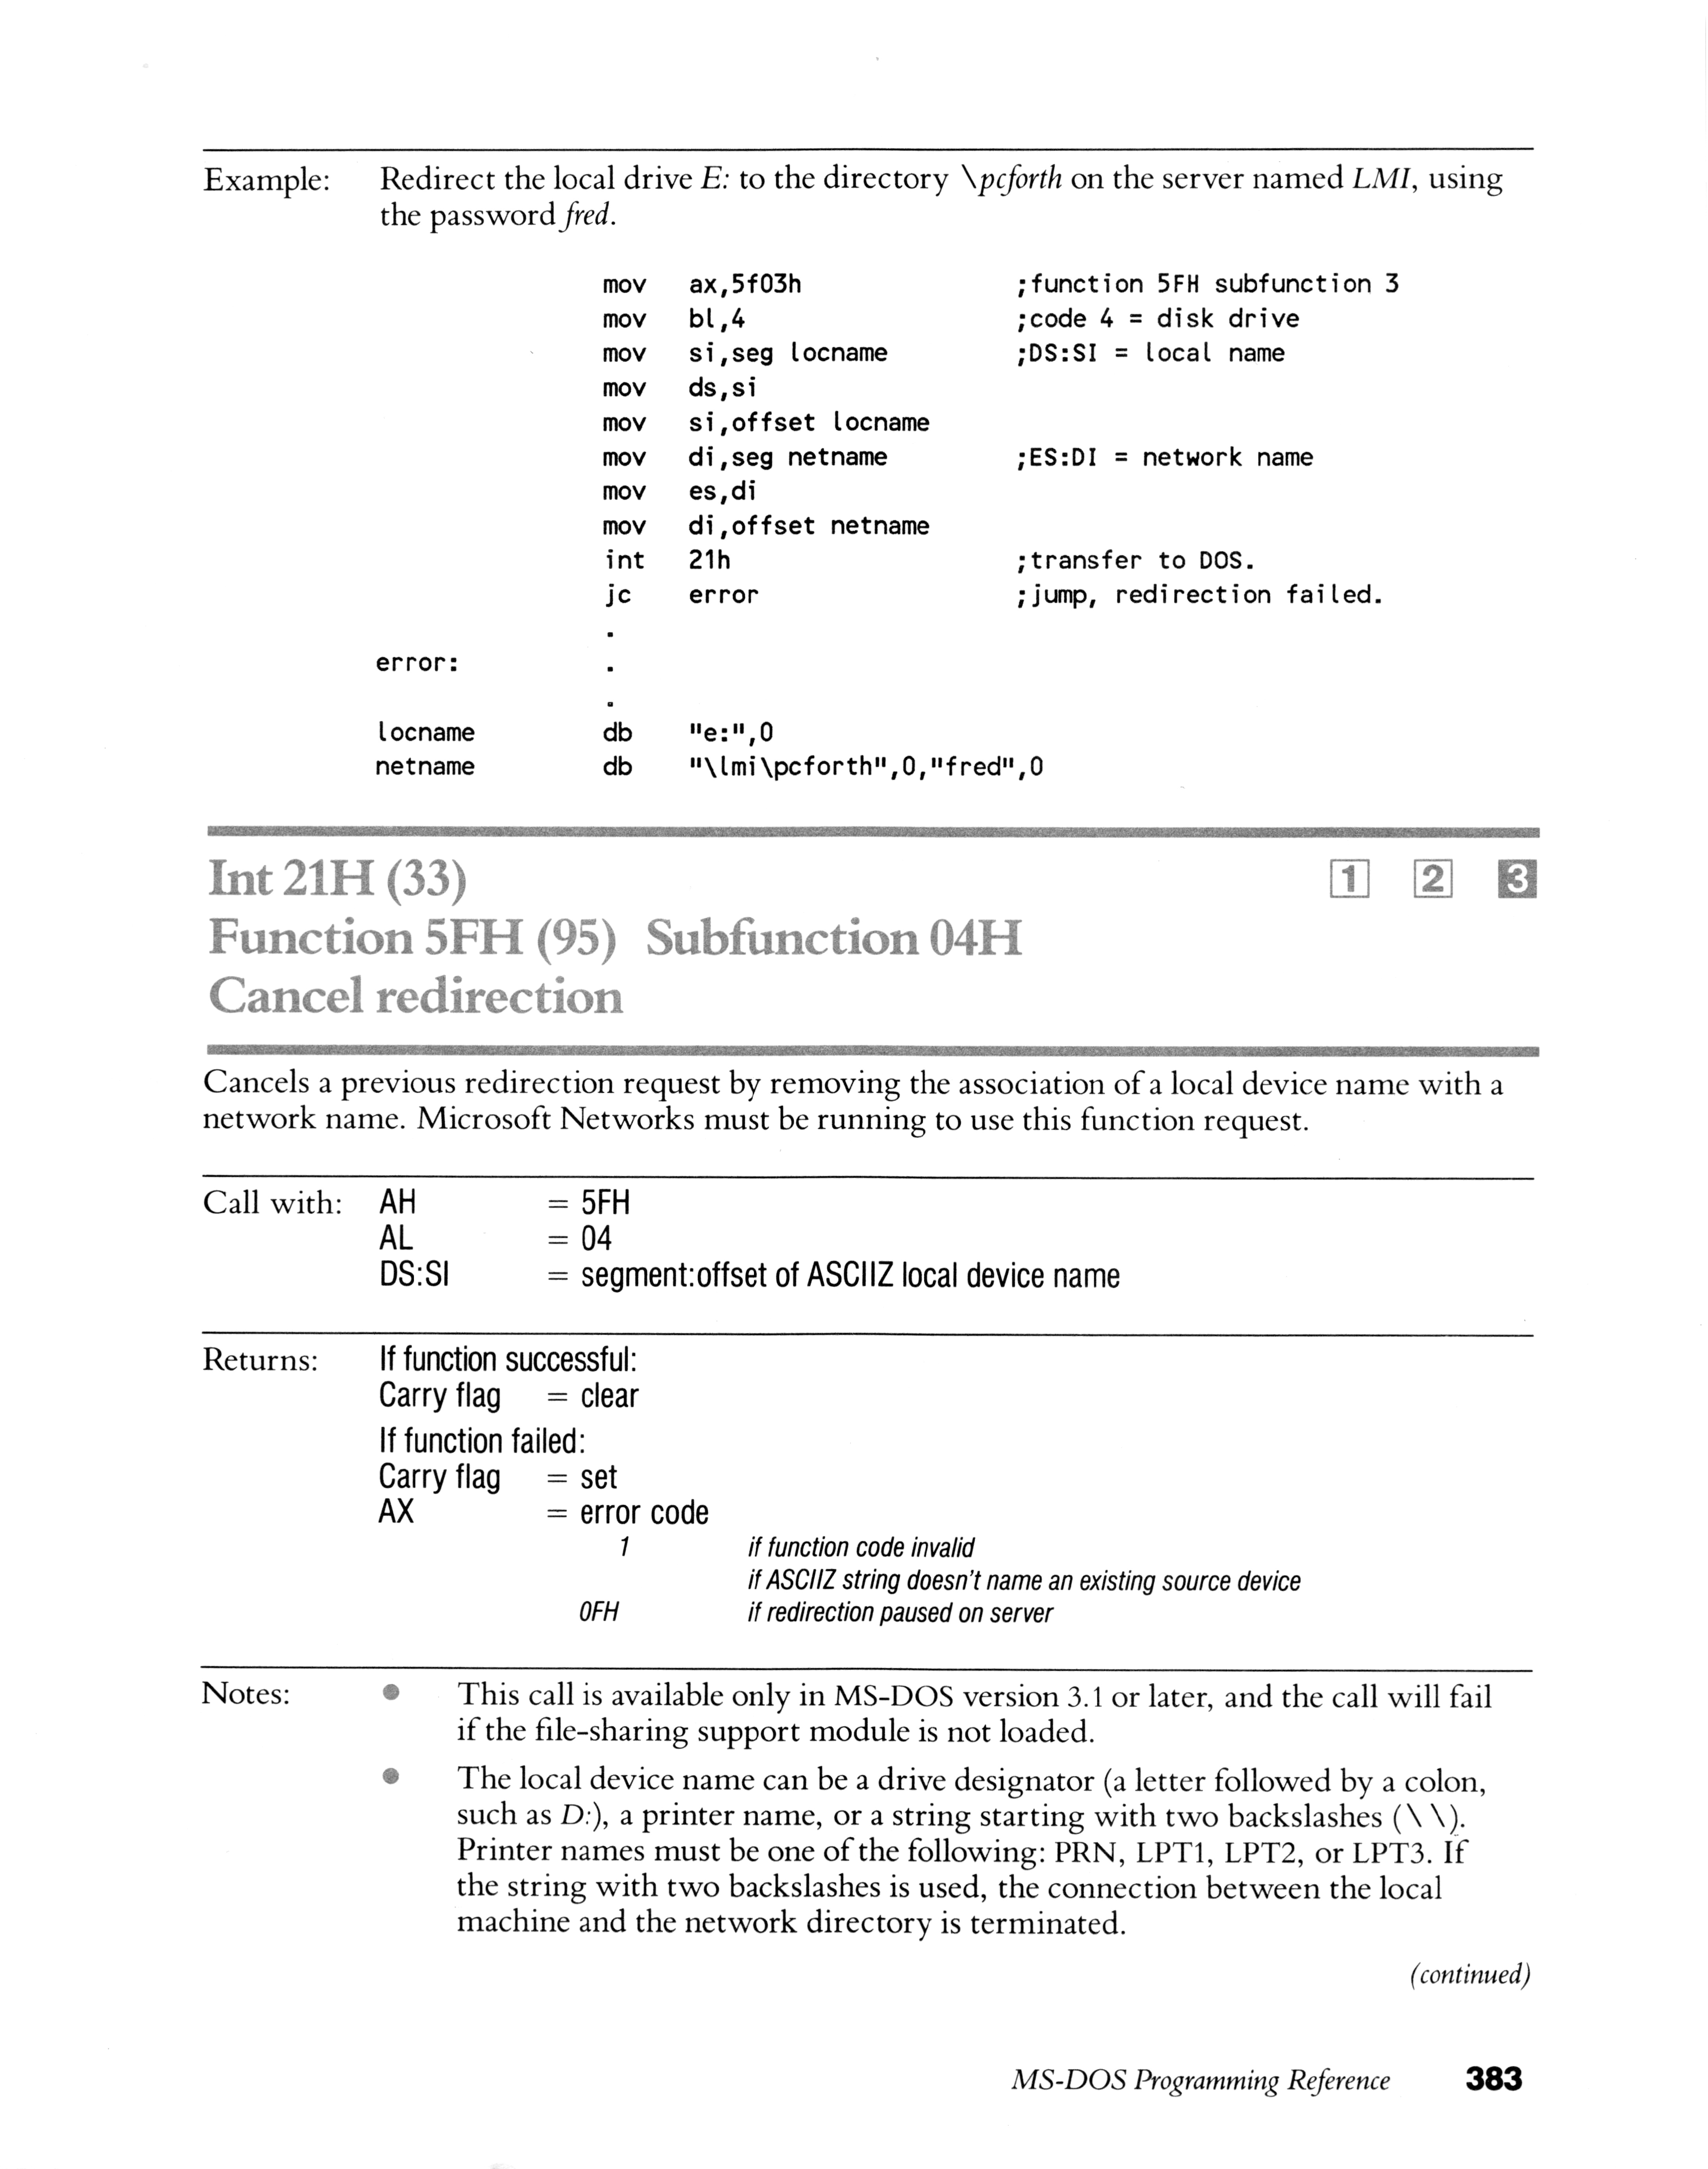 Example: Redirect the local drive E: to the directory \pcforth on the server named LMI, using
the password fred.
mov ax,5f03h ;function 5FH subfunction 3
mov bl,4 ;code 4 = disk drive
mov si,seg locname ;DS:SI = local name
mov ds,si
mov si,offset locname
mov di,seg netname ;ES:DI = network name
mov es,di
mov di,offset netname
int 21h ;transfer to DOS.
jc error ;jump, redirection failed.
.
error: .
.
locname db "e:",0
netname db "\lmi\pcforth",0,"fred",0
Int 21H (33) 1 2 3
Function 5FH (95) Subfunction 04H
Cancel redirection
Cancels a previous redirection request by removing the association of a local device name with a
network name. Microsoft Networks must be running to use this function request.
Call with: AH = 5FH
AL = 04
DS:SI = segment:offset of ASCIIZ local device name
Returns: If function successful:
Carry flag = clear
If function failed:
Carry flag = set
AX = error code
1 if function code invalid
if ASCIIZ string doesn't name an existing source device
0FH if redirection paused on server
Notes: ● This call is available only in MS-DOS version 3.1 or later, and the call will fail
if the file-sharing support module is not loaded.
● The local device name can be a drive designator (a letter followed by a colon,
such as D:), a printer name, or a string starting with two backslashes (\ \).
Printer names must be one of the following: PRN, LPT1, LPT2, or LPT3. If
the string with two backslashes is used, the connection between the local
machine and the network directory is terminated.
(continued)
MS-DOS Programming Reference 383